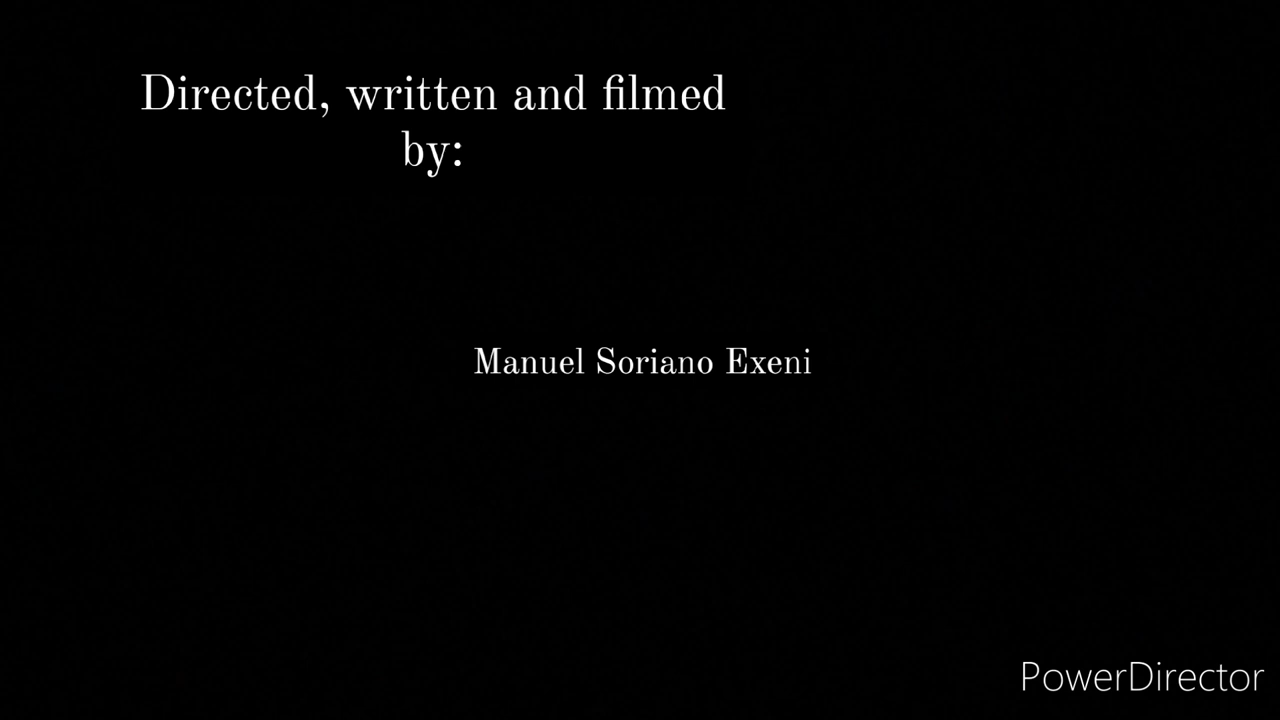 Directed, written and filmed
by:
Manuel Soriano Exeni
PowerDirector